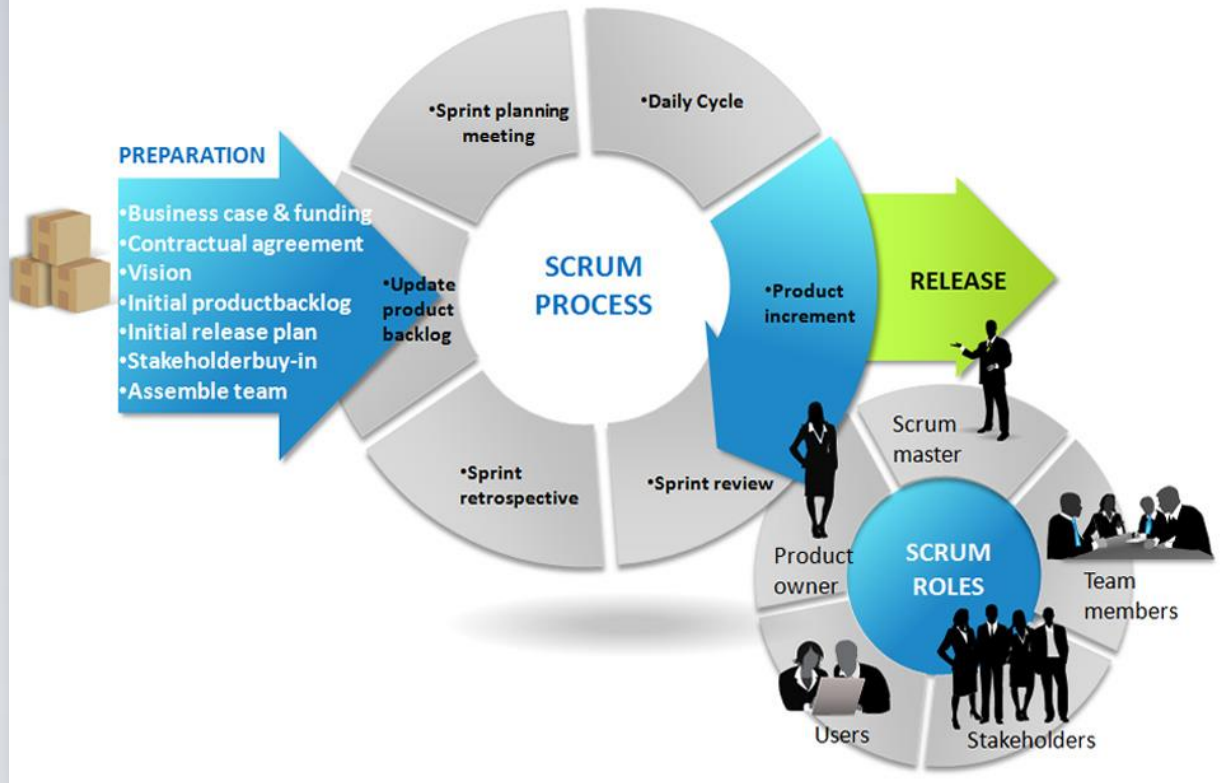 PREPARATION
•Business case & funding
•Contractual agreement
•Vision
•Initial productbacklog
•Initial release plan
•Stakeholderbuy-in
•Assemble team
•Update
product
backlog
•Sprint planning
meeting
•Daily Cycle
•Product
increment
•Sprint review
•Sprint
retrospective
SCRUM
PROCESS
RELEASE
SCRUM
ROLES
Scrum
master
Team
members
Stakeholders
Users
Product
owner